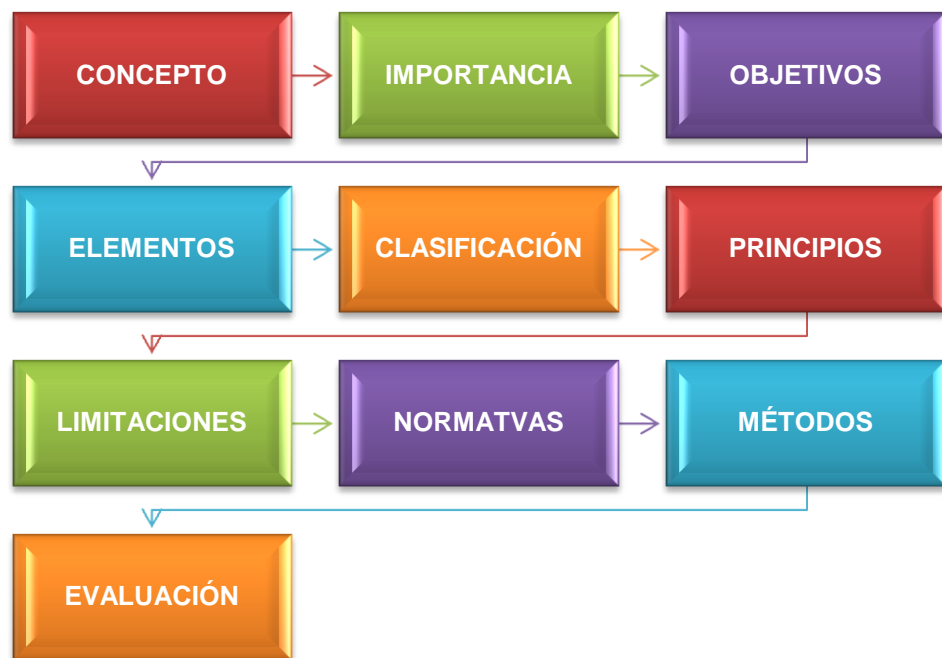 CONCEPTO
IMPORTANCIA
OBJETIVOS
ELEMENTOS
CLASIFICACIÓN
PRINCIPIOS
LIMITACIONES
NORMATVAS
MÉTODOS
EVALUACIÓN